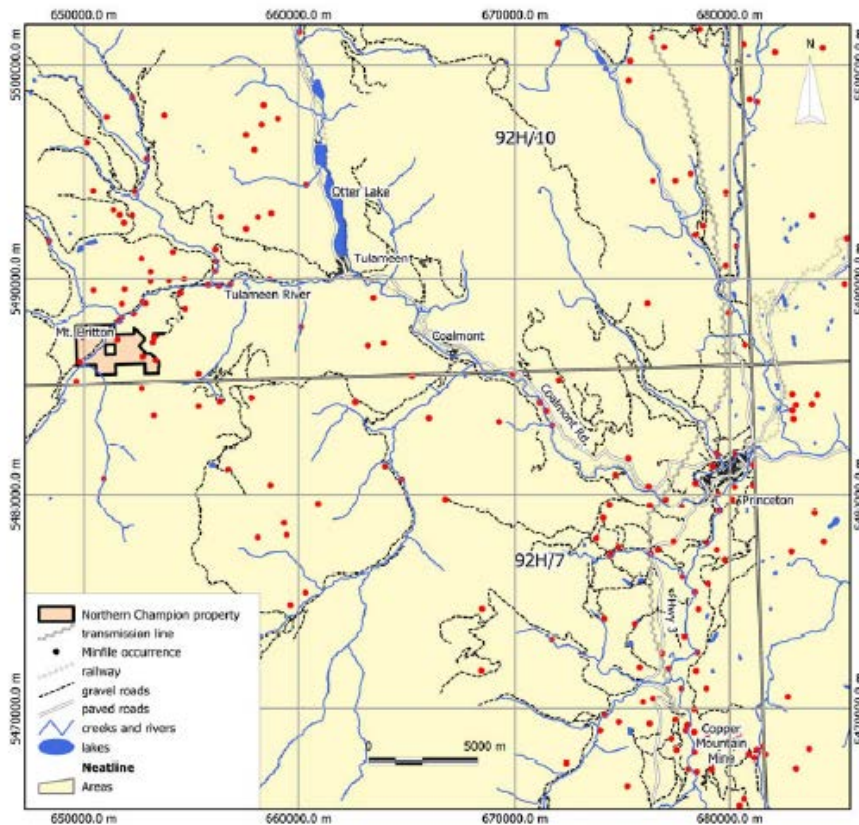 650000.0 m
660000.0 m
670000.0 m
680000.0 m
5500000.0 m
N
92H/10
Otter Lake
Tulameen
5490000.0 m
Tulameen River
Mt. Britton
Coalmont
Coalmont Rd.
5480000.0 m
Princeton
92H/7
Hwy 3
Northern Champion property
transmission line
Minfile occurrence
railway
gravel roads
paved roads
creeks and rivers
lakes
Neatline
Areas
0
5000 m
5470000.0 m
Copper
Mountain
Mine
650000.0 m
660000.0 m
670000.0 m
680000.0 m